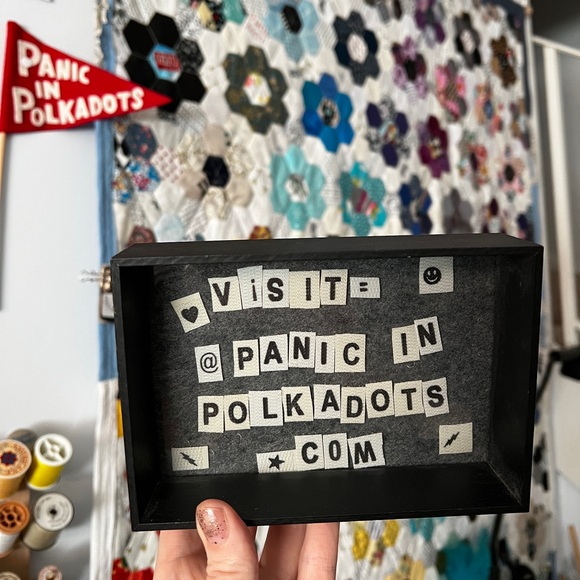 PANIC
IN
POLKADOTS
♥ ViSIT= ☻
@ PANIC IN
POLKADOTS
★ COM